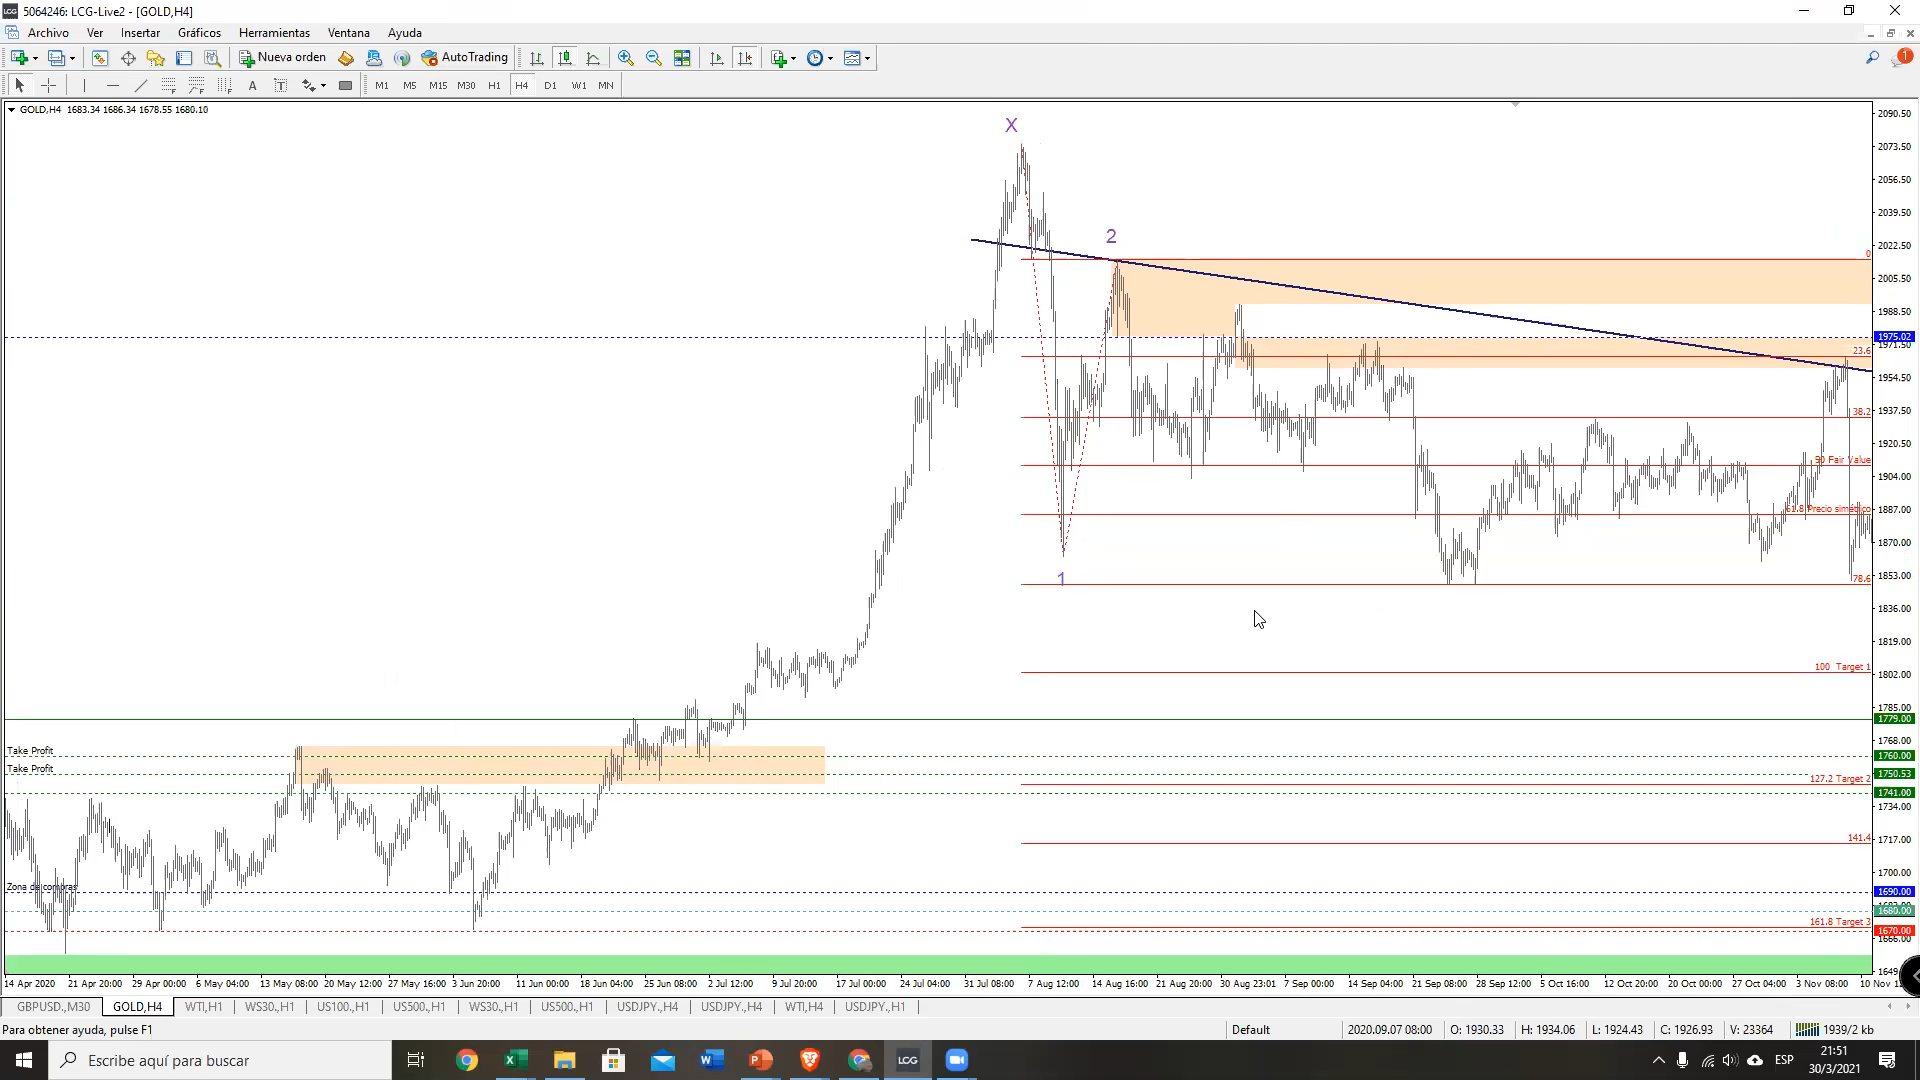 5064246: LCG-Live2 - [GOLD,H4]
Archivo Ver Insertar Gráficos Herramientas Ventana Ayuda
Nueva orden AutoTrading
M1 M5 M15 M30 H1 H4 D1 W1 MN
GOLD,H4 1683.34 1686.34 1678.55 1680.10
X
2
1
0
23.6
38.2
50 Fair Value
61.8 Precio simétrico
78.6
100 Target 1
127.2 Target 2
141.4
161.8 Target 3
Take Profit
Take Profit
Zona de compras
2090.50
2073.50
2056.50
2039.50
2022.50
2005.50
1988.50
1975.02
1971.50
1954.50
1937.50
1920.50
1904.00
1887.00
1870.00
1853.00
1836.00
1819.00
1802.00
1785.00
1779.00
1768.00
1760.00
1750.53
1741.00
1734.00
1717.00
1700.00
1690.00
1680.00
1670.00
1666.00
1649
14 Apr 2020 21 Apr 20:00 29 Apr 00:00 6 May 04:00 13 May 08:00 20 May 12:00 27 May 16:00 3 Jun 20:00 11 Jun 00:00 18 Jun 04:00 25 Jun 08:00 2 Jul 12:00 9 Jul 20:00 17 Jul 00:00 24 Jul 04:00 31 Jul 08:00 7 Aug 12:00 14 Aug 16:00 21 Aug 20:00 30 Aug 23:01 7 Sep 00:00 14 Sep 04:00 21 Sep 08:00 28 Sep 12:00 5 Oct 16:00 12 Oct 20:00 20 Oct 00:00 27 Oct 04:00 3 Nov 08:00 10 Nov
GBPUSD.,M30 GOLD,H4 WTI,H1 WS30.,H1 US100.,H1 US500.,H1 WS30.,H1 US500.,H1 USDJPY.,H4 USDJPY.,H4 WTI,H4 USDJPY.,H1
Para obtener ayuda, pulse F1 Default 2020.09.07 08:00 O: 1930.33 H: 1934.06 L: 1924.43 C: 1926.93 V: 23364 1939/2 kb
Escribe aquí para buscar LCG ESP 21:51
30/3/2021